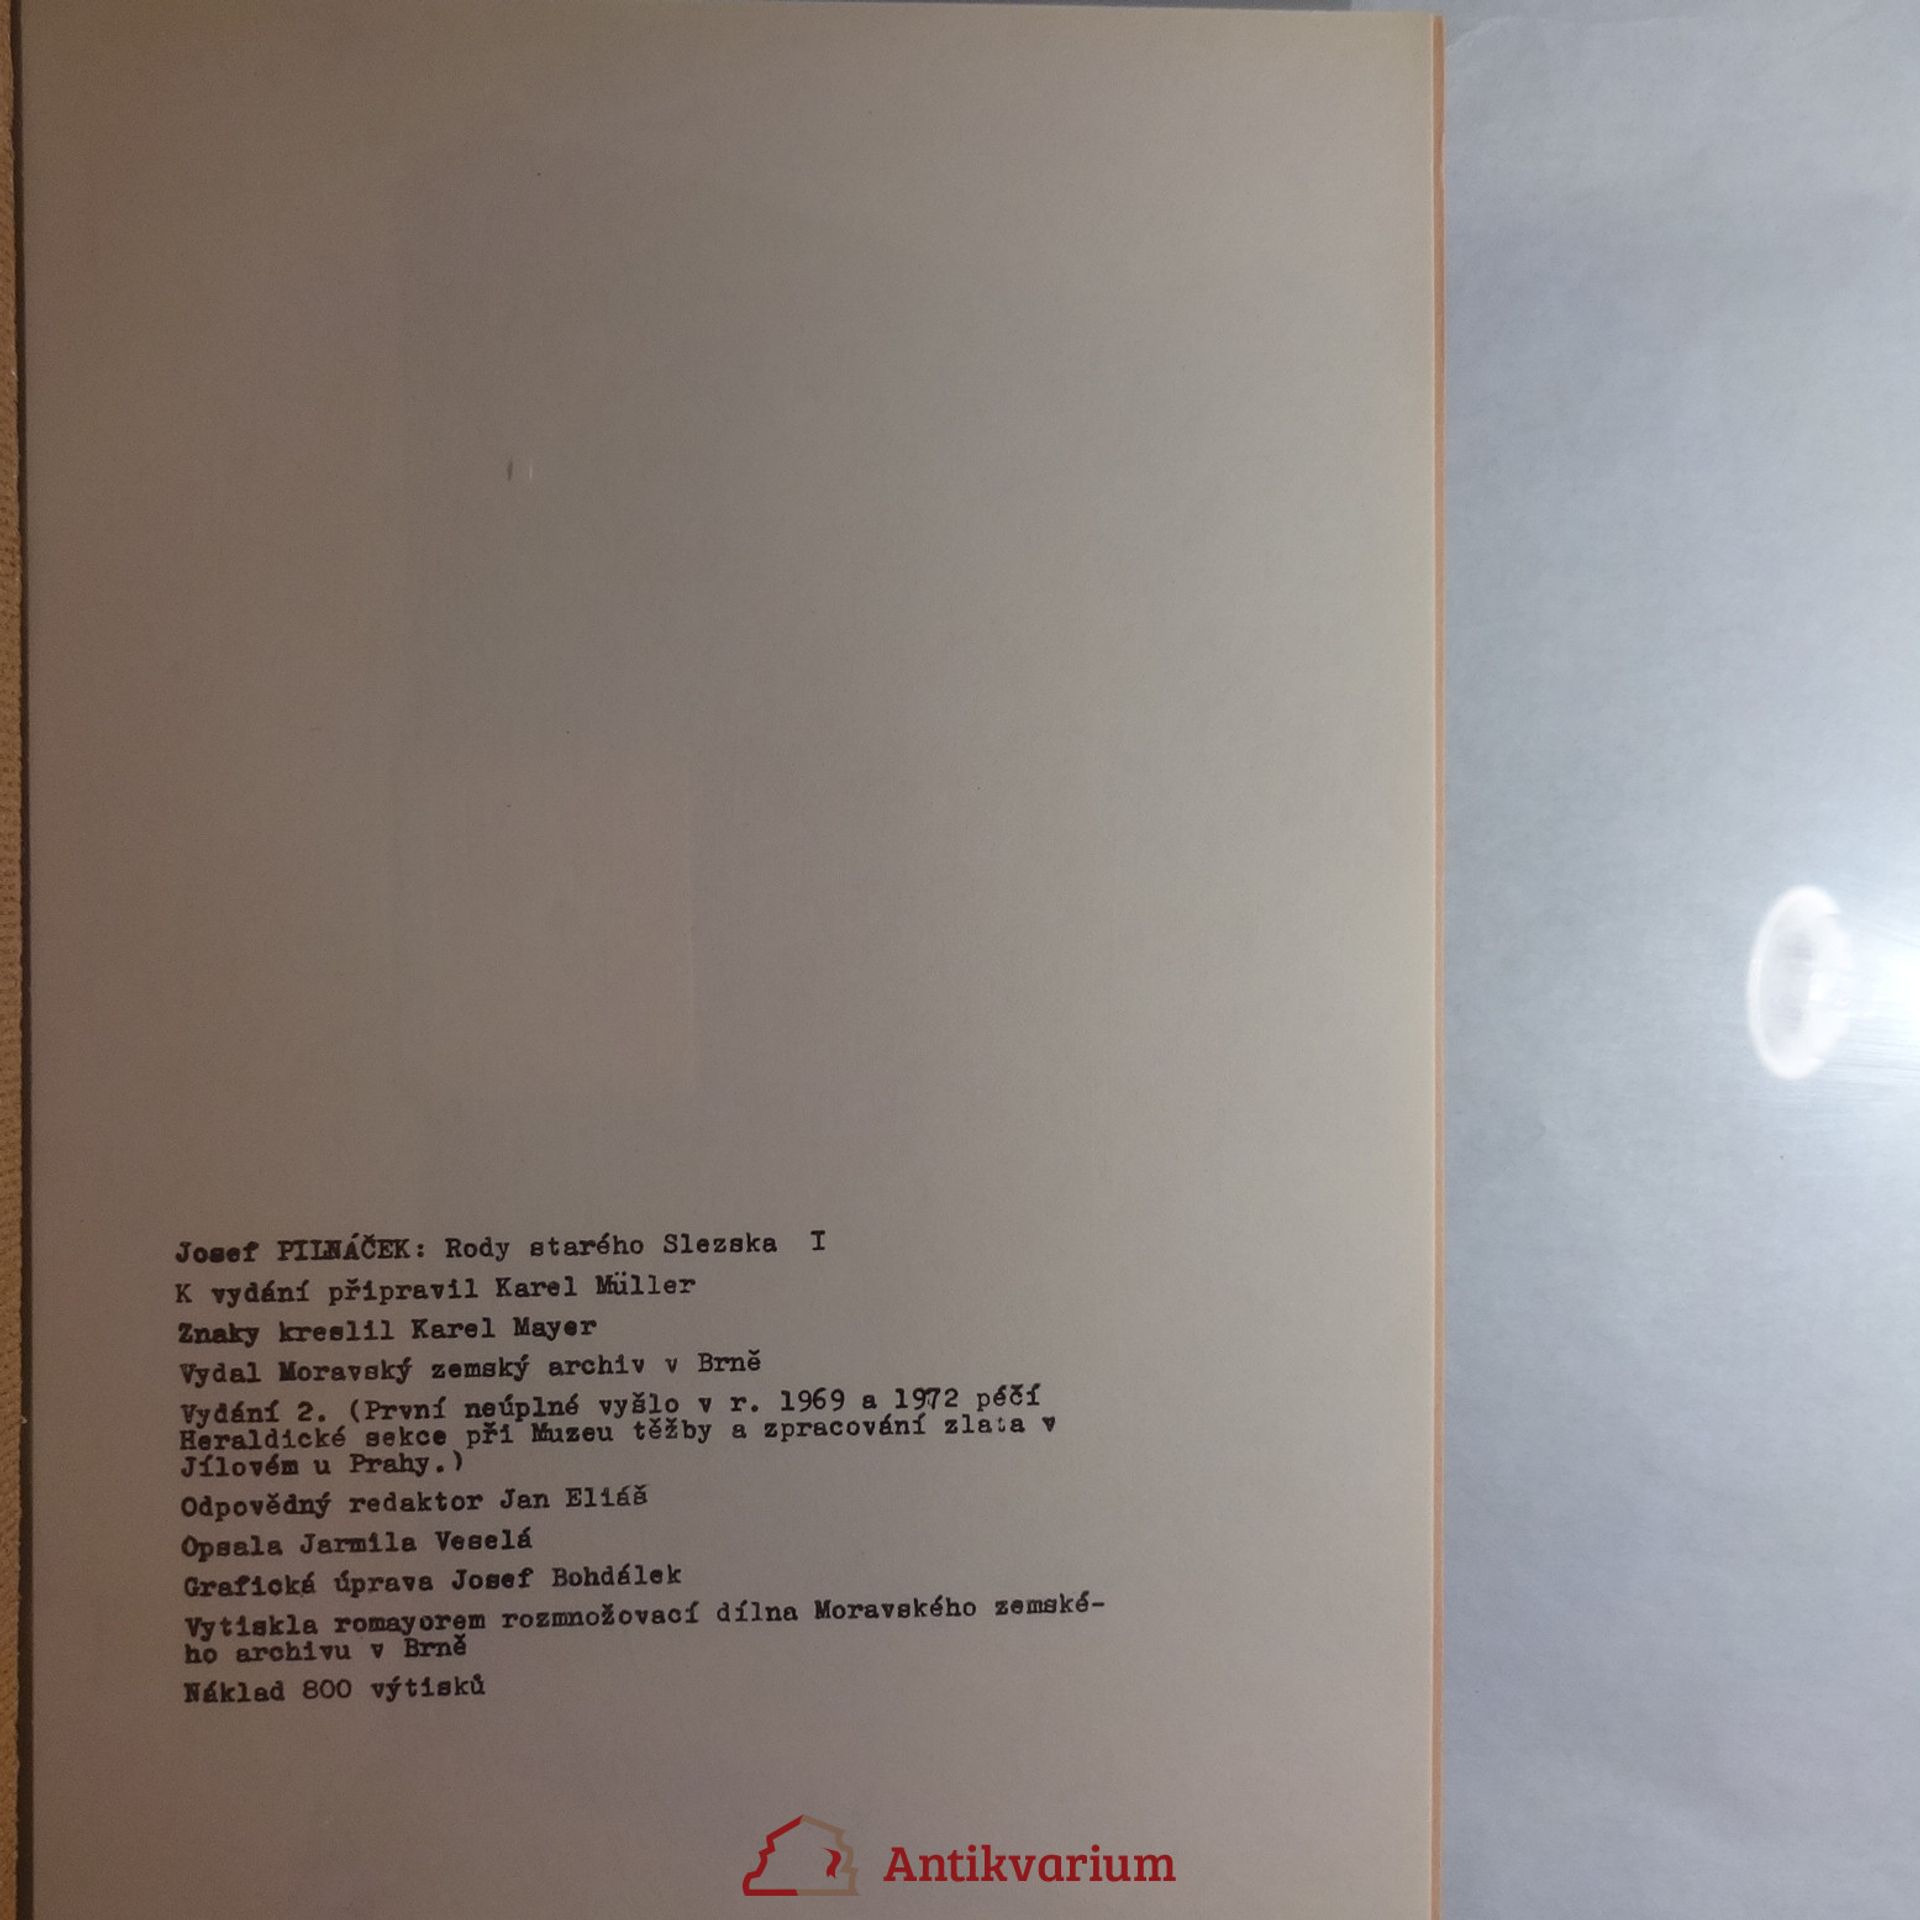 Josef PILNÁČEK: Rody starého Slezska I
K vydání připravil Karel Müller
Znaky kreslil Karel Mayer
Vydal Moravský zemský archiv v Brně
Vydání 2. (První neúplné vyšlo v r. 1969 a 1972 péčí
Heraldické sekce při Muzeu těžby a zpracování zlata v
Jílovém u Prahy.)
Odpovědný redaktor Jan Eliáš
Opsala Jarmila Veselá
Grafická úprava Josef Bohdálek
Vytiskla romayorem rozmnožovací dílna Moravského zemské-
ho archivu v Brně
Náklad 800 výtisků
Antikvarium